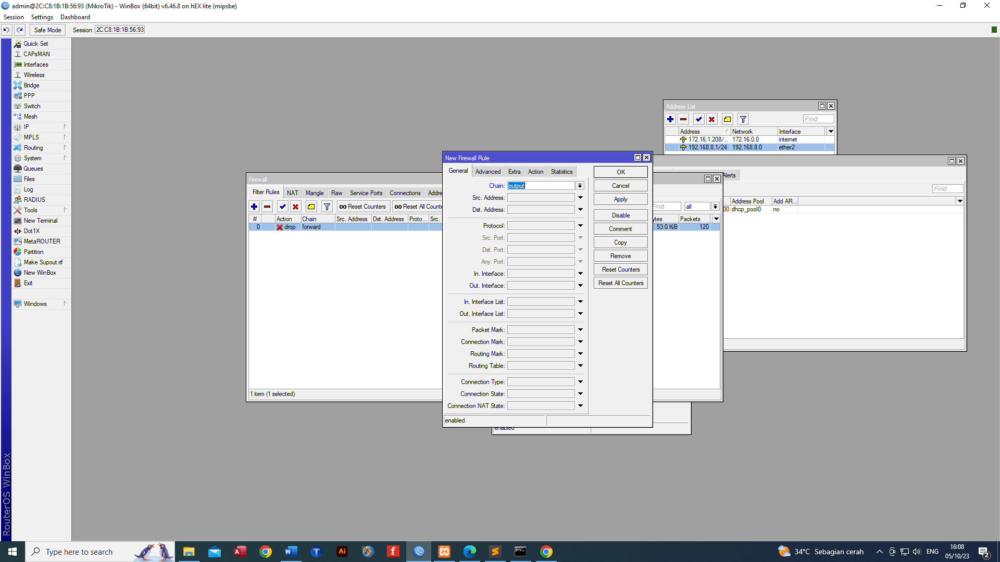 admin@2C:C8:1B:1B:56:93 (MikroTik) - WinBox (64bit) v6.46.8 on hEX lite (mipsbe)
Session Settings Dashboard
Safe Mode Session: 2C:C8:1B:1B:56:93
Quick Set
CAPsMAN
Interfaces
Wireless
Bridge
PPP
Switch
Mesh
IP
MPLS
Routing
System
Queues
Files
Log
RADIUS
Tools
New Terminal
Dot1X
MetaROUTER
Partition
Make Supout.rif
New WinBox
Exit
Windows
RouterOS WinBox
Address List
Find
Address Network Interface
172.16.1.208/... 172.16.0.0 internet
192.168.8.1/24 192.168.8.0 ether2
Alerts
Find
Address Pool Add AR...
00 dhcp_pool0 no
Firewall
Filter Rules NAT Mangle Raw Service Ports Connections Addre
00 Reset Counters 00 Reset All Counte
Find all
# Action Chain Src. Address Dst. Address Proto... Src. ytes Packets
0 drop forward 53.0 KiB 120
1 item (1 selected)
New Firewall Rule
General Advanced Extra Action Statistics
Chain: output
Src. Address:
Dst. Address:
Protocol:
Src. Port:
Dst. Port:
Any. Port:
In. Interface:
Out. Interface:
In. Interface List:
Out. Interface List:
Packet Mark:
Connection Mark:
Routing Mark:
Routing Table:
Connection Type:
Connection State:
Connection NAT State:
enabled
OK
Cancel
Apply
Disable
Comment
Copy
Remove
Reset Counters
Reset All Counters
enabled
Type here to search
34°C Sebagian cerah
ENG
16:08
05/10/23
2